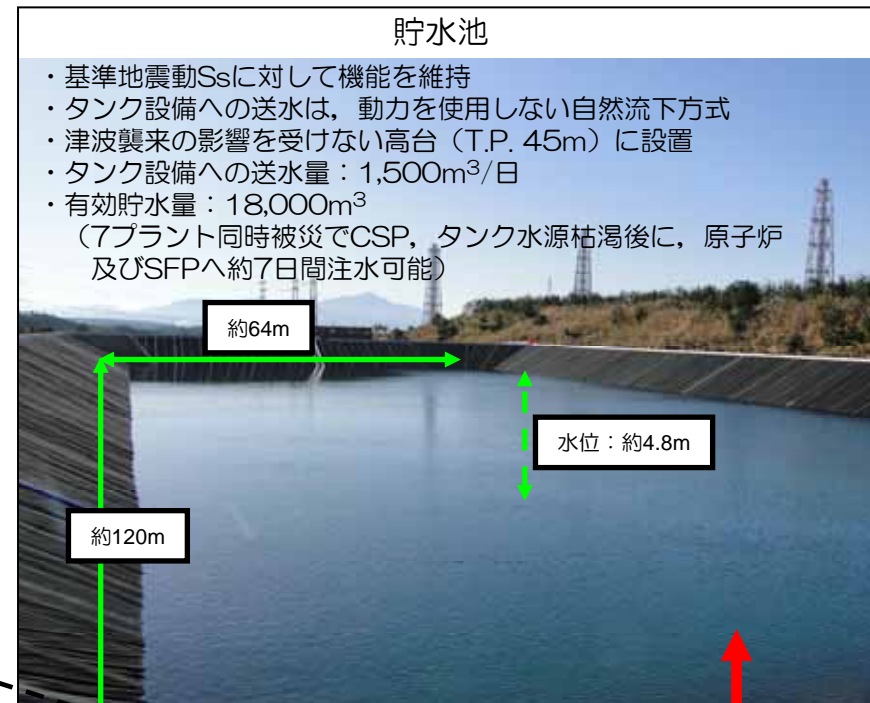 貯水池
・基準地震動Ssに対して機能を維持
・タンク設備への送水は，動力を使用しない自然流下方式
・津波襲来の影響を受けない高台（T.P. 45m）に設置
・タンク設備への送水量：1,500m³/日
・有効貯水量：18,000m³
（7プラント同時被災でCSP，タンク水源枯渇後に，原子炉
及びSFPへ約7日間注水可能）
約64m
水位：約4.8m
約120m